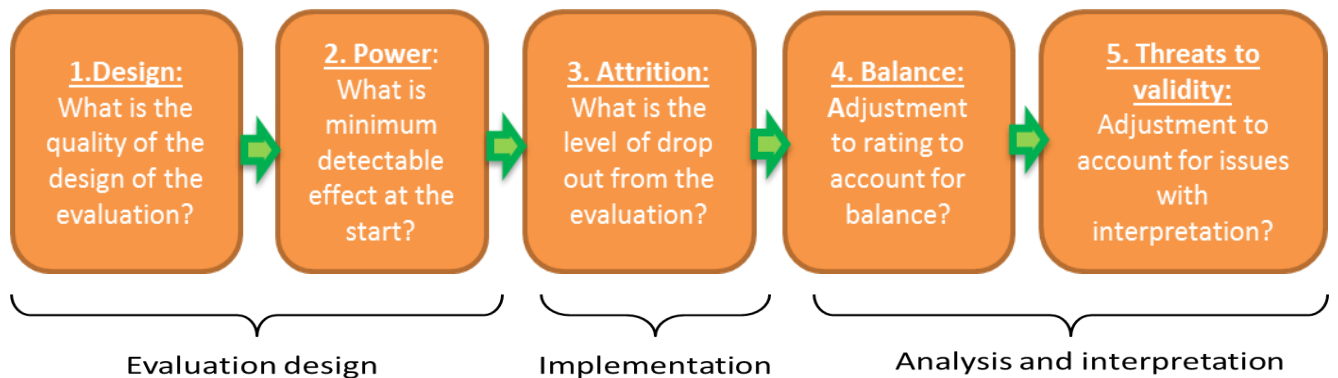 1.Design:
What is the
quality of the
design of the
evaluation?
2. Power:
What is
minimum
detectable
effect at the
start?
3. Attrition:
What is the
level of drop
out from the
evaluation?
4. Balance:
Adjustment
to rating to
account for
balance?
5. Threats to
validity:
Adjustment to
account for issues
with
interpretation?
Evaluation design
Implementation
Analysis and interpretation